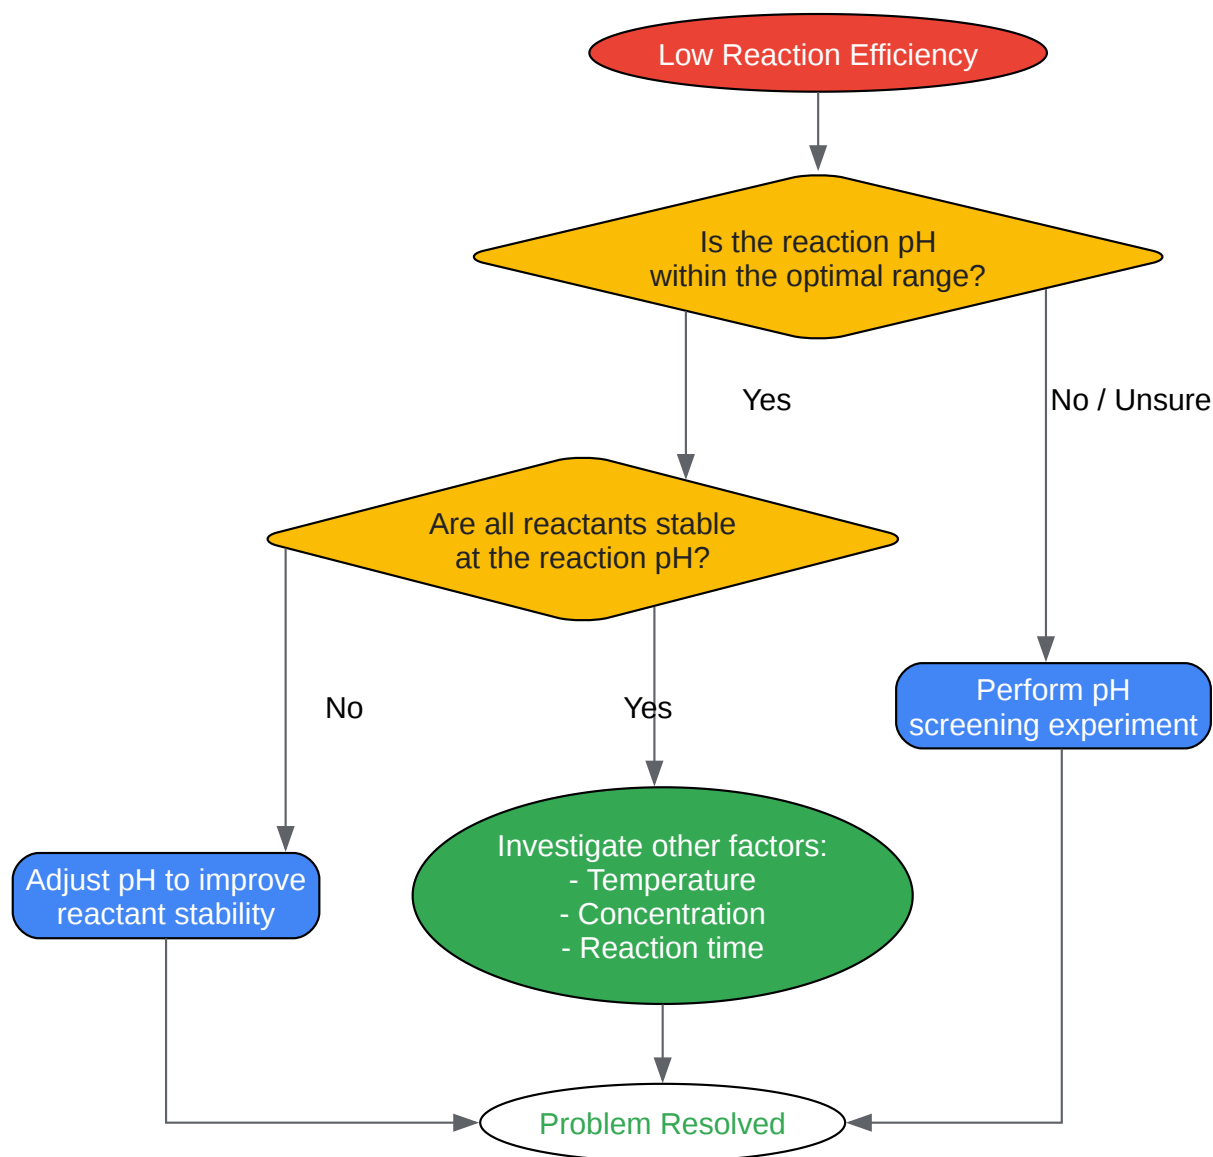 Low Reaction Efficiency
Is the reaction pH
within the optimal range?
Yes
No / Unsure
Are all reactants stable
at the reaction pH?
No
Yes
Perform pH
screening experiment
Adjust pH to improve
reactant stability
Investigate other factors:
- Temperature
- Concentration
- Reaction time
Problem Resolved